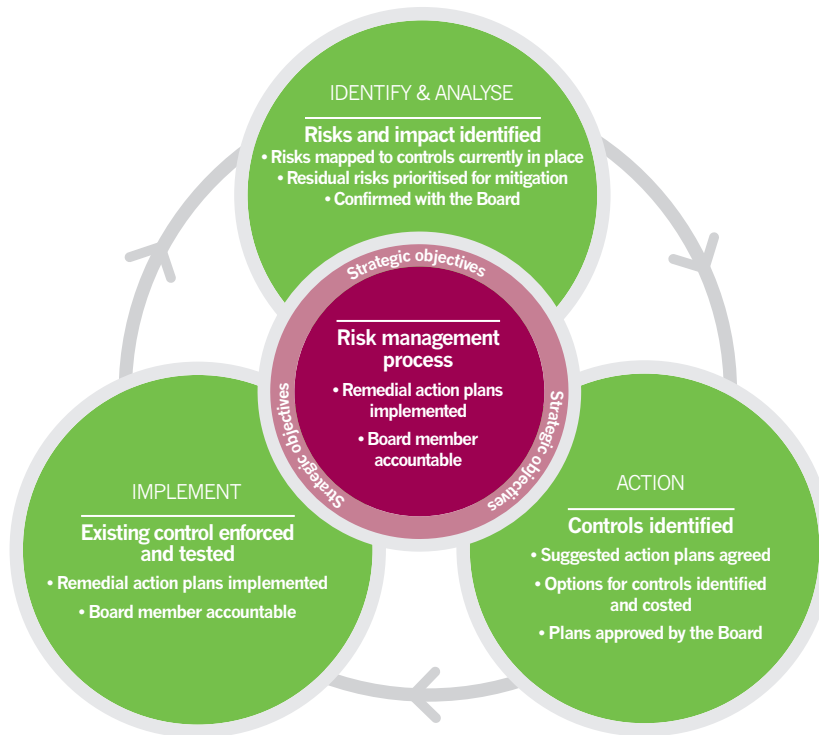 IDENTIFY & ANALYSE
Risks and impact identified
• Risks mapped to controls currently in place
• Residual risks prioritised for mitigation
• Confirmed with the Board
Strategic objectives
Strategic objectives
Strategic objectives
Risk management
process
• Remedial action plans
implemented
• Board member
accountable
IMPLEMENT
Existing control enforced
and tested
• Remedial action plans implemented
• Board member accountable
ACTION
Controls identified
• Suggested action plans agreed
• Options for controls identified
and costed
• Plans approved by the Board